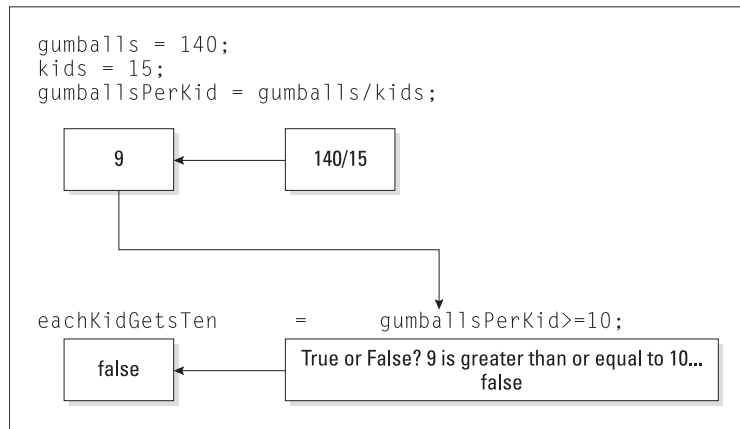 gumballs = 140;
kids = 15;
gumballsPerKid = gumballs/kids;
9
140/15
eachKidGetsTen = gumballsPerKid>=10;
false
True or False? 9 is greater than or equal to 10...
false